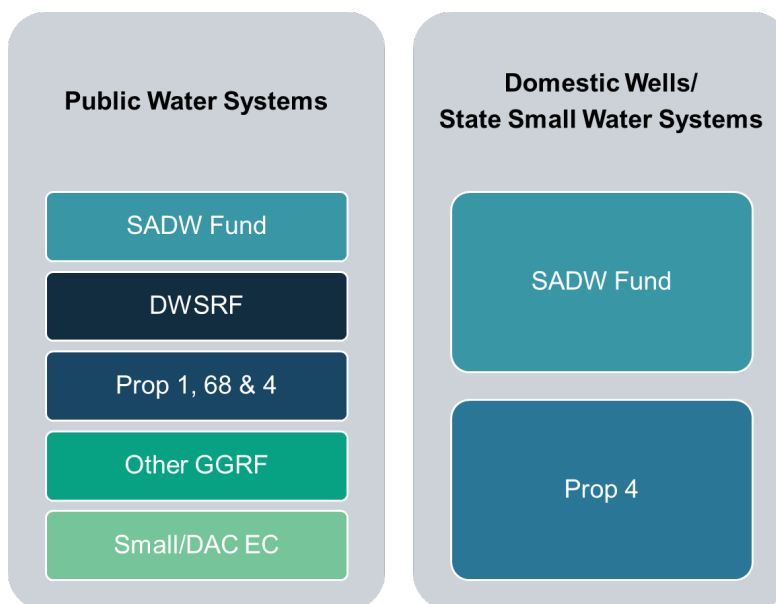 Public Water Systems
SADW Fund
DWSRF
Prop 1, 68 & 4
Other GGRF
Small/DAC EC
Domestic Wells/
State Small Water Systems
SADW Fund
Prop 4